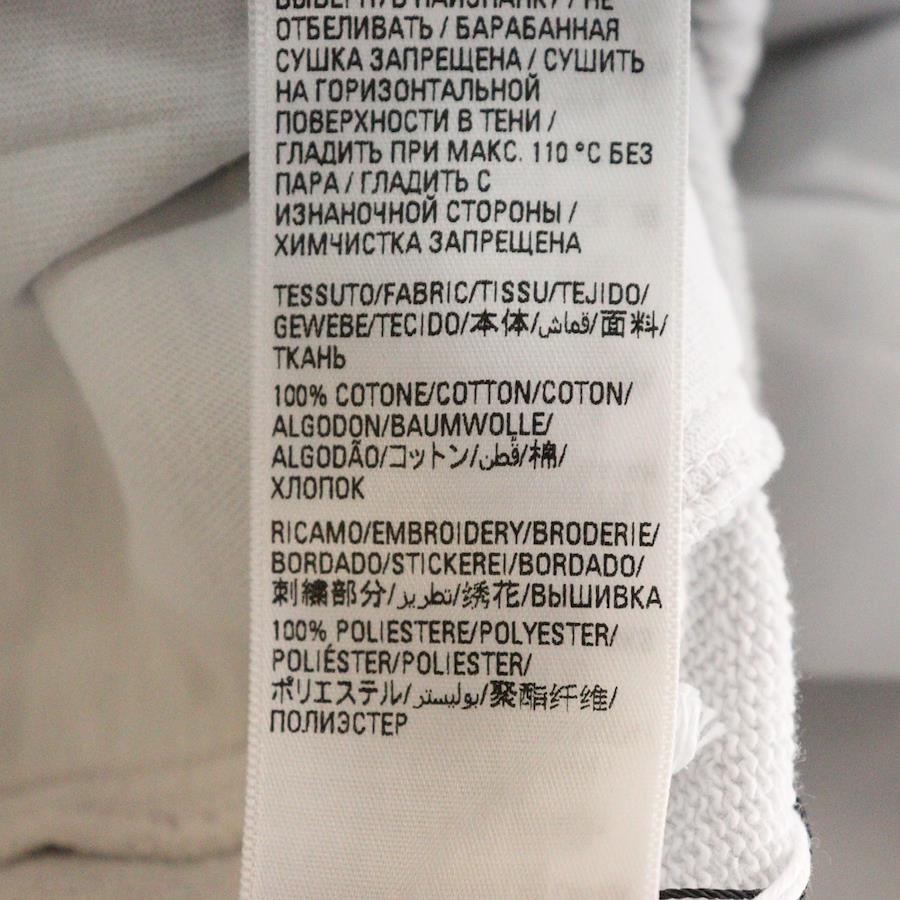 ОТБЕЛИВАТЬ / БАРАБАННАЯ
СУШКА ЗАПРЕЩЕНА / СУШИТЬ
НА ГОРИЗОНТАЛЬНОЙ
ПОВЕРХНОСТИ В ТЕНИ /
ГЛАДИТЬ ПРИ МАКС. 110 °C БЕЗ
ПАРА / ГЛАДИТЬ С
ИЗНАНОЧНОЙ СТОРОНЫ /
ХИМЧИСТКА ЗАПРЕЩЕНА
TESSUTO/FABRIC/TISSU/TEJIDO/
GEWEBE/TECIDO/本体/قماش/面料/
ТКАНЬ
100% COTONE/COTTON/COTON/
ALGODON/BAUMWOLLE/
ALGODÃO/コットン/قطن/棉/
ХЛОПОК
RICAMO/EMBROIDERY/BRODERIE/
BORDADO/STICKEREI/BORDADO/
刺繍部分/تطريز/绣花/ВЫШИВКА
100% POLIESTERE/POLYESTER/
POLIÉSTER/POLIESTER/
ポリエステル/بوليستر/聚酯纤维/
ПОЛИЭСТЕР